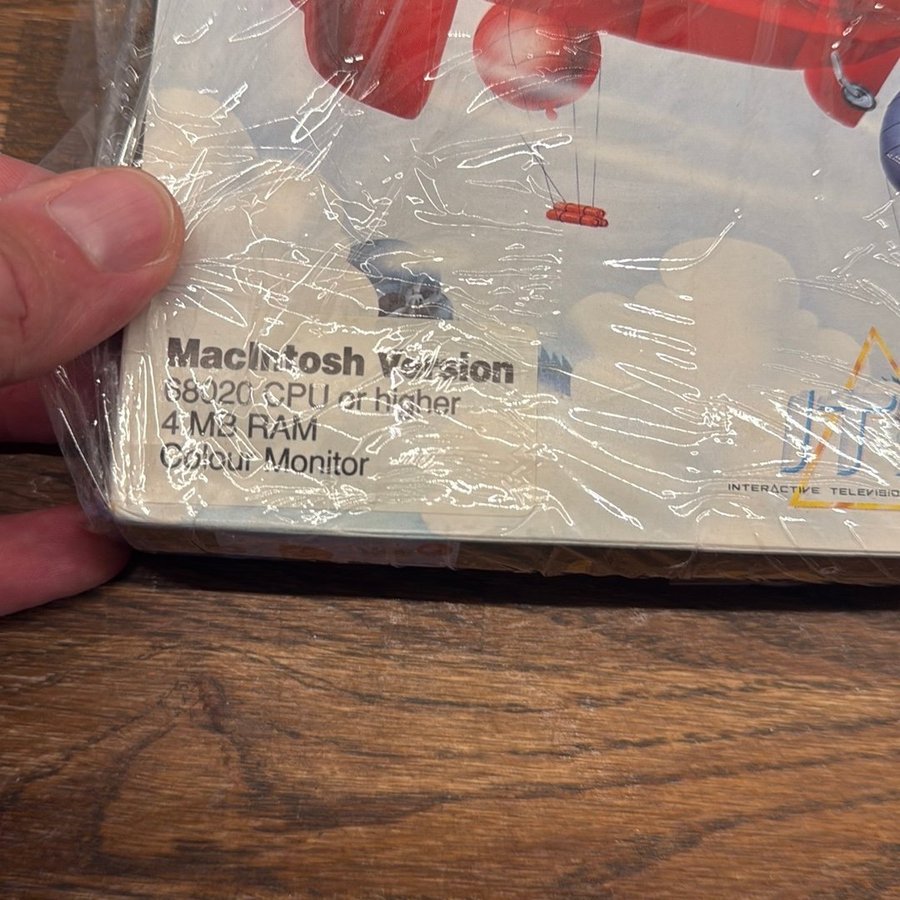 MacIntosh Version
68020 CPU or higher
4 MB RAM
Colour Monitor
INTERACTIVE TELEVISIO